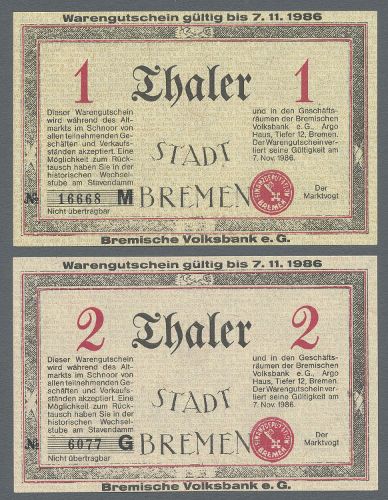 Warengutschein gültig bis 7. 11. 1986
1 Thaler 1
Dieser Warengutschein
wird während des Alt-
markts im Schnoor von
allen teilnehmenden Ge-
schäften und Verkaufs-
ständen akzeptiert. Eine
Möglichkeit zum Rück-
tausch haben Sie in der
historischen Wechsel-
stube am Stavendamm
№ 16668 M
Nicht übertragbar
STADT
BREMEN
und in den Geschäfts-
räumen der Bremischen
Volksbank e.G., Argo
Haus, Tiefer 12, Bremen.
Der Warengutschein ver-
liert seine Gültigkeit am
7. Nov. 1986.
BREMEN
Der
Marktvogt
Bremische Volksbank e. G.
Warengutschein gültig bis 7. 11. 1986
2 Thaler 2
Dieser Warengutschein
wird während des Alt-
markts im Schnoor von
allen teilnehmenden Ge-
schäften und Verkaufs-
ständen akzeptiert. Eine
Möglichkeit zum Rück-
tausch haben Sie in der
historischen Wechsel-
stube am Stavendamm
№ 6077 G
Nicht übertragbar
STADT
BREMEN
und in den Geschäfts-
räumen der Bremischen
Volksbank e.G., Argo
Haus, Tiefer 12, Bremen.
Der Warengutschein ver-
liert seine Gültigkeit am
7. Nov. 1986.
BREMEN
Der
Marktvogt
Bremische Volksbank e. G.